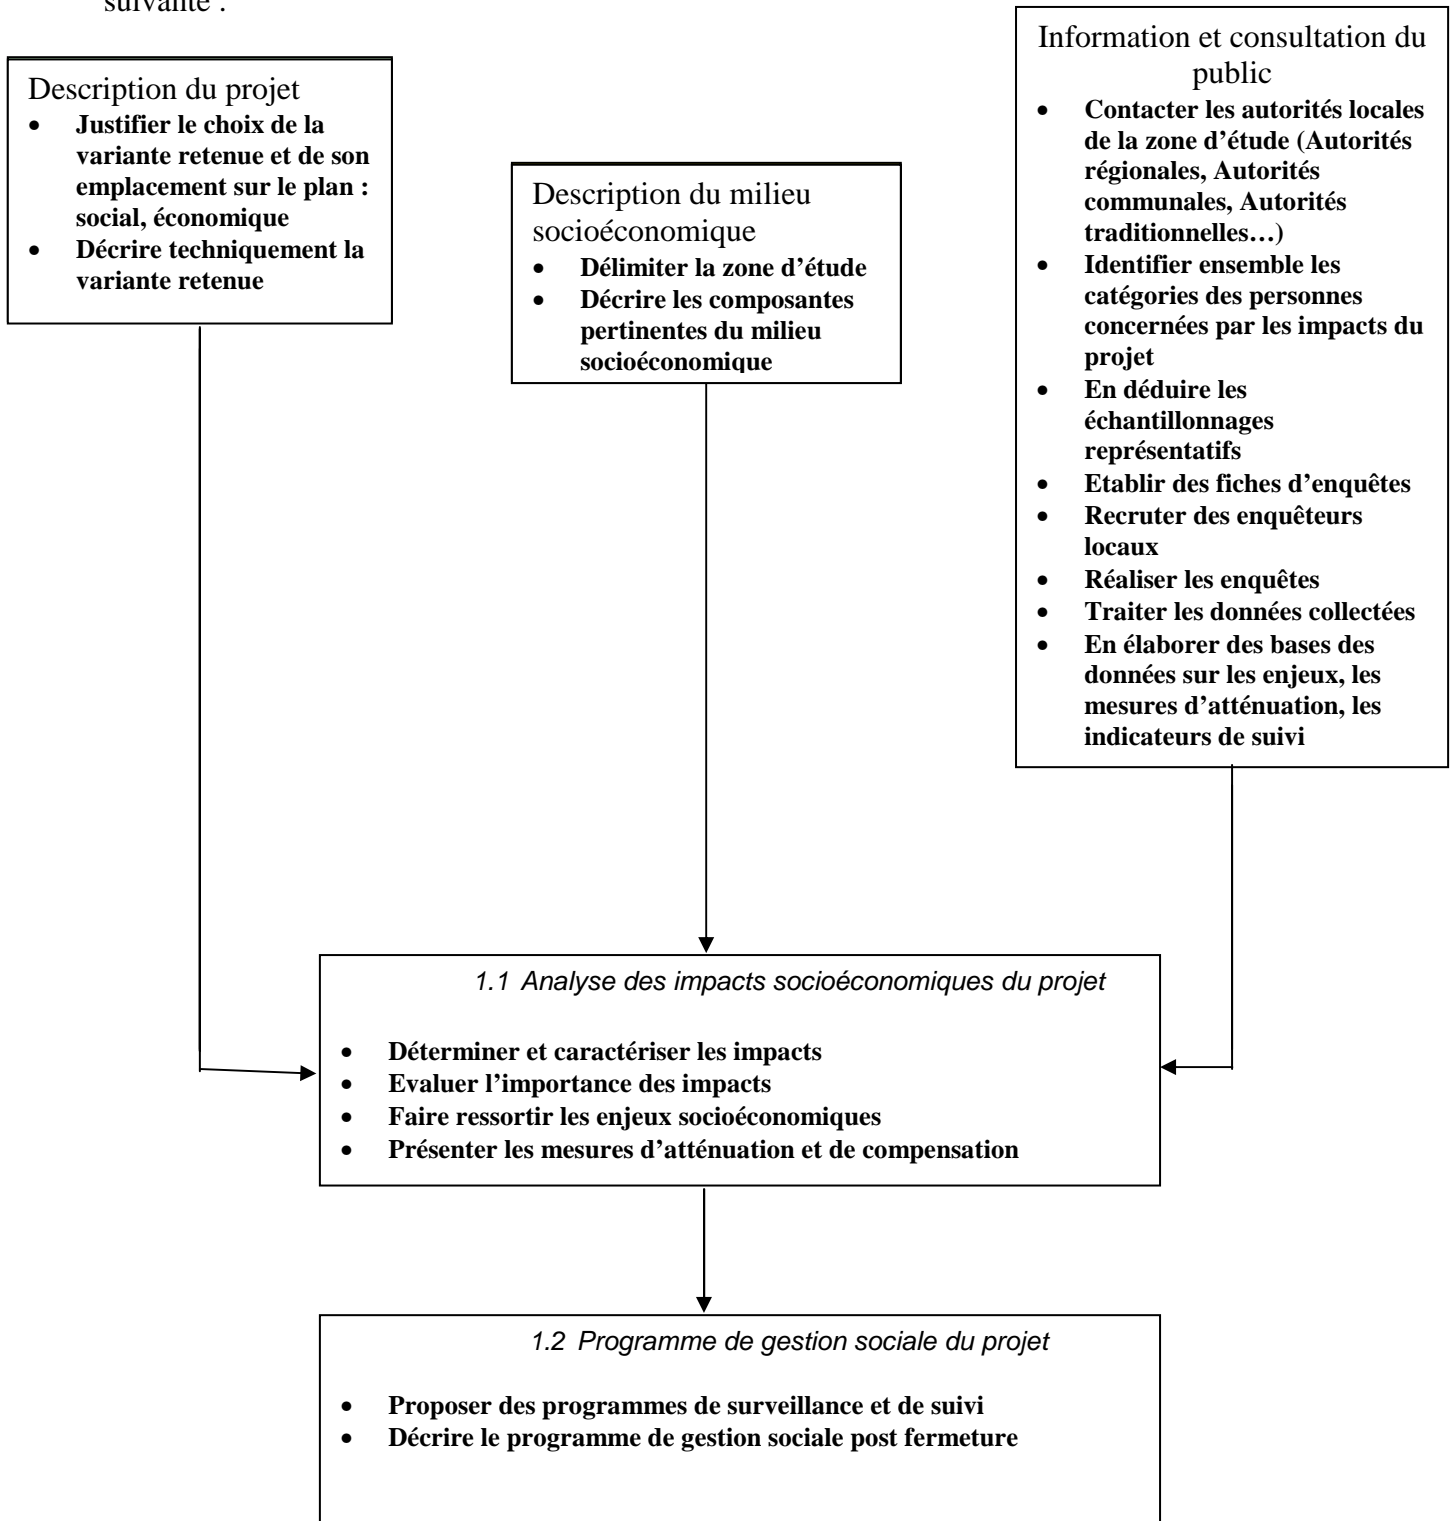 suivante :
Description du projet
• Justifier le choix de la
variante retenue et de son
emplacement sur le plan :
social, économique
• Décrire techniquement la
variante retenue
Description du milieu
socioéconomique
• Délimiter la zone d’étude
• Décrire les composantes
pertinentes du milieu
socioéconomique
Information et consultation du
public
• Contacter les autorités locales
de la zone d’étude (Autorités
régionales, Autorités
communales, Autorités
traditionnelles…)
• Identifier ensemble les
catégories des personnes
concernées par les impacts du
projet
• En déduire les
échantillonnages
représentatifs
• Etablir des fiches d’enquêtes
• Recruter des enquêteurs
locaux
• Réaliser les enquêtes
• Traiter les données collectées
• En élaborer des bases des
données sur les enjeux, les
mesures d’atténuation, les
indicateurs de suivi
1.1 Analyse des impacts socioéconomiques du projet
• Déterminer et caractériser les impacts
• Evaluer l’importance des impacts
• Faire ressortir les enjeux socioéconomiques
• Présenter les mesures d’atténuation et de compensation
1.2 Programme de gestion sociale du projet
• Proposer des programmes de surveillance et de suivi
• Décrire le programme de gestion sociale post fermeture